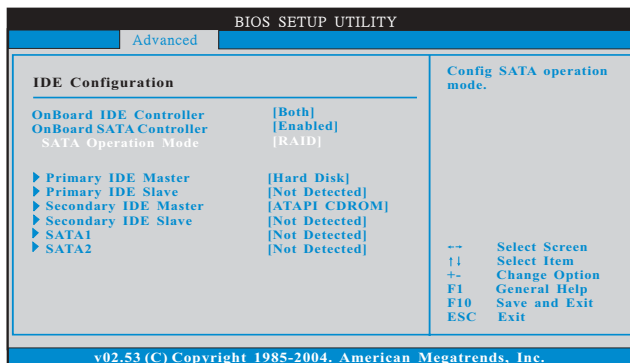 BIOS SETUP UTILITY
Advanced
IDE Configuration
OnBoard IDE Controller [Both]
OnBoard SATA Controller [Enabled]
SATA Operation Mode [RAID]
Primary IDE Master [Hard Disk]
Primary IDE Slave [Not Detected]
Secondary IDE Master [ATAPI CDROM]
Secondary IDE Slave [Not Detected]
SATA1 [Not Detected]
SATA2 [Not Detected]
Config SATA operation
mode.
←→ Select Screen
↑↓ Select Item
+- Change Option
F1 General Help
F10 Save and Exit
ESC Exit
v02.53 (C) Copyright 1985-2004, American Megatrends, Inc.